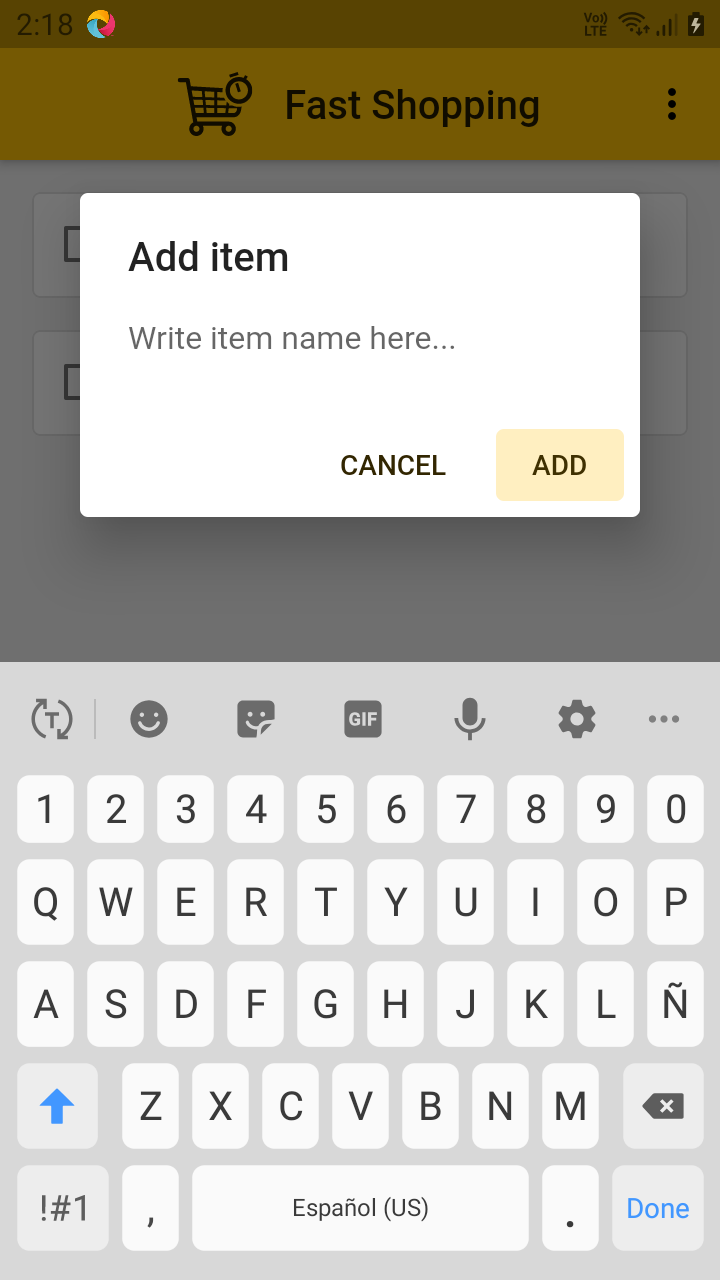 2:18
Vo)) LTE
Fast Shopping
Add item
Write item name here...
CANCEL ADD
T GIF
1 2 3 4 5 6 7 8 9 0
Q W E R T Y U I O P
A S D F G H J K L Ñ
Z X C V B N M
!#1 , Español (US) . Done